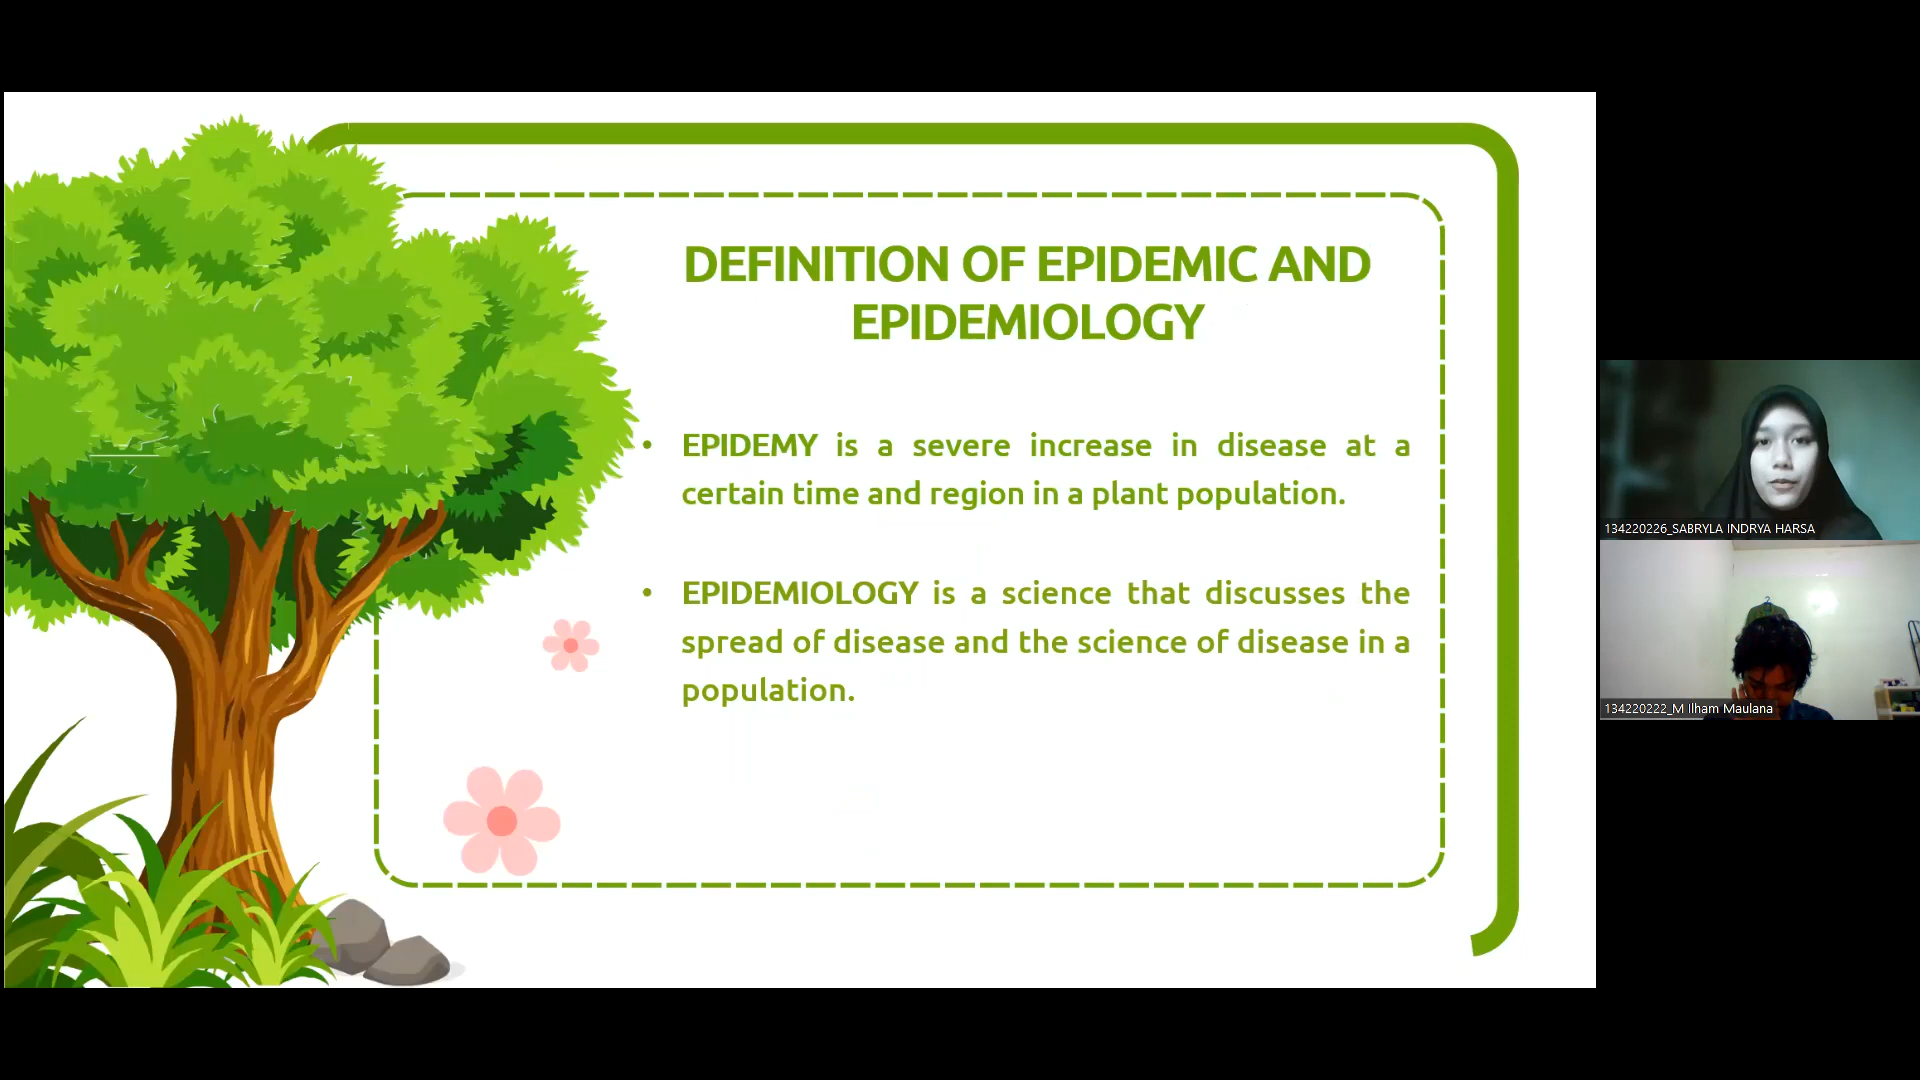 DEFINITION OF EPIDEMIC AND
EPIDEMIOLOGY
• EPIDEMY is a severe increase in disease at a
certain time and region in a plant population.
• EPIDEMIOLOGY is a science that discusses the
spread of disease and the science of disease in a
population.
134220226_SABRYLA INDRYA HARSA
134220222_M Ilham Maulana